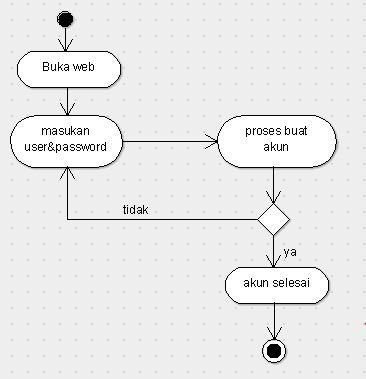 Buka web
masukan
user&password
proses buat
akun
tidak
ya
akun selesai